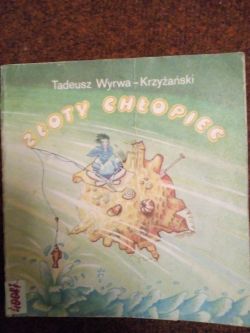 Tadeusz Wyrwa-Krzyżański
ZŁOTY CHŁOPIEC